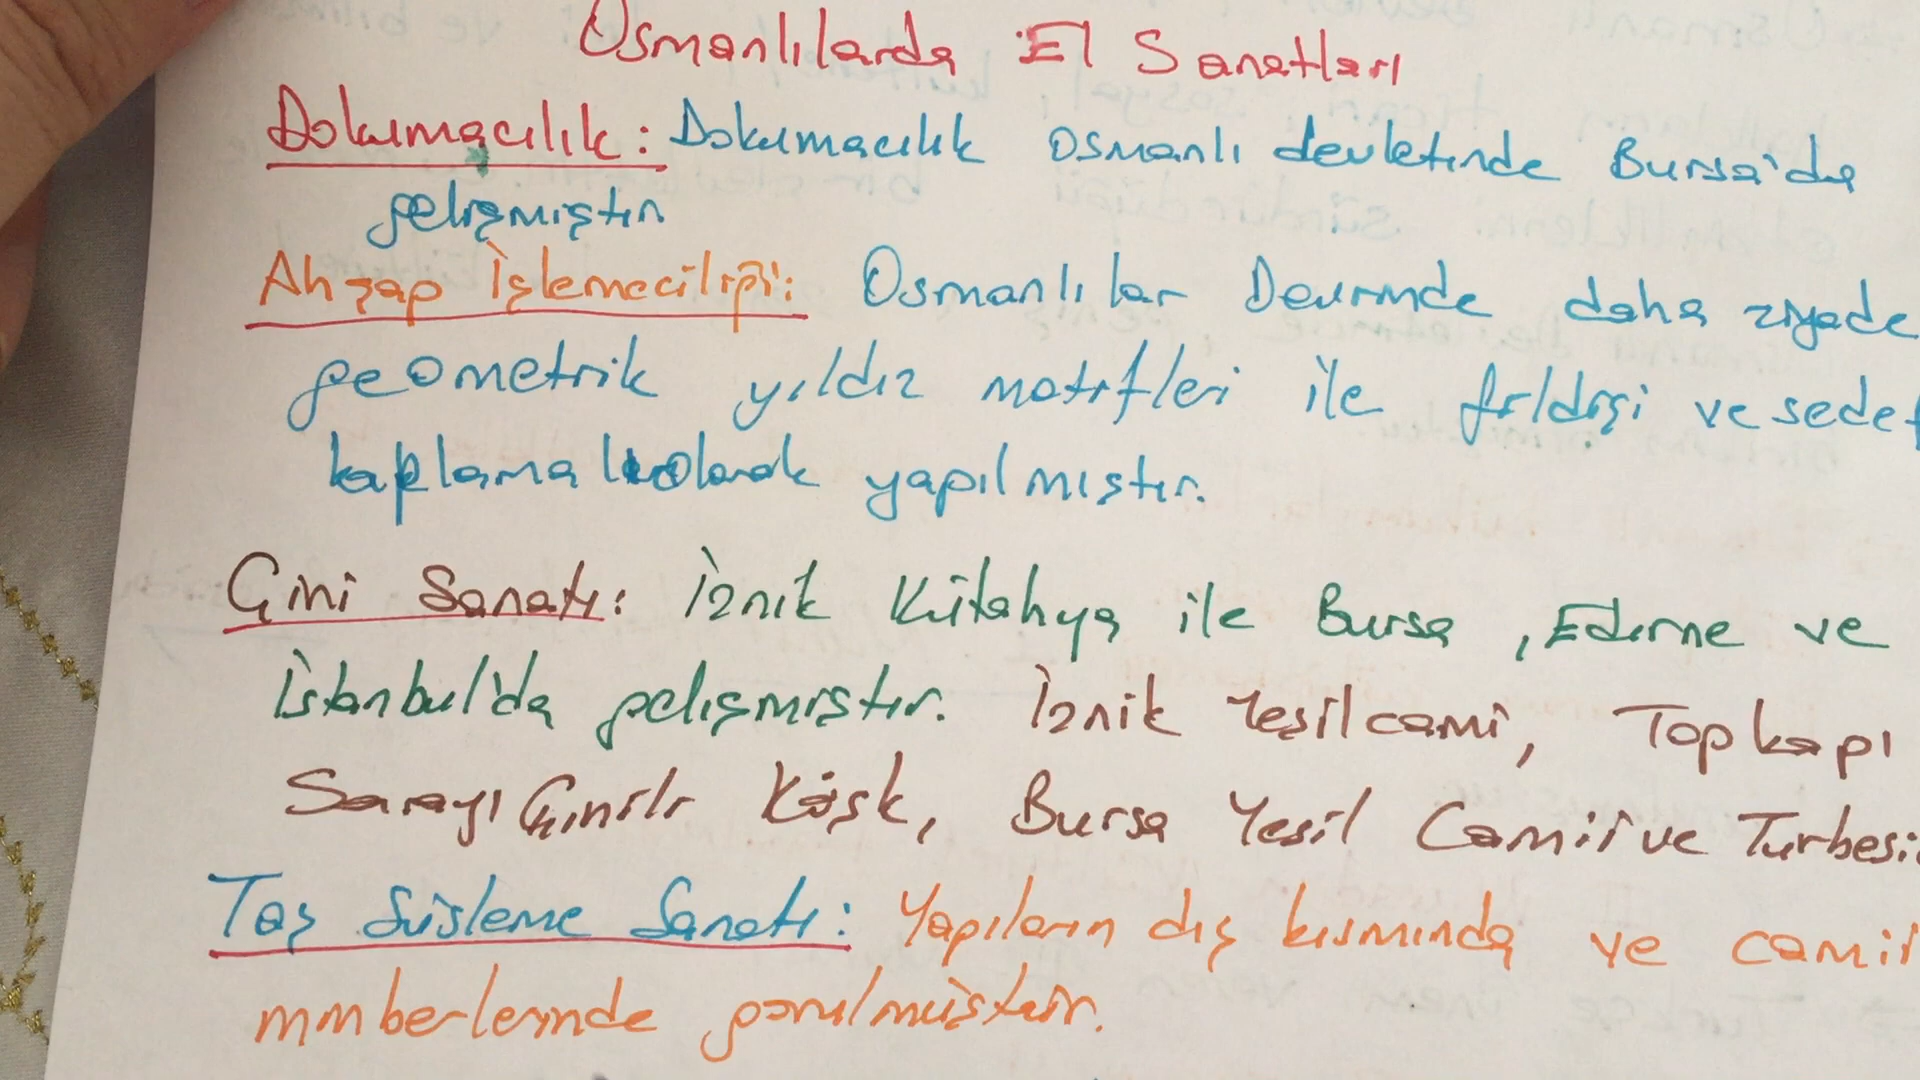 Osmanlılarda El Sanatları
Dokumacılık: Dokumacılık Osmanlı devletinde Bursa'da
gelişmiştir
Ahşap İşlemeciliği: Osmanlılar Devrinde daha ziyade
geometrik yıldız motifleri ile fildişi ve sedef
kaplama olarak yapılmıştır.
Çini Sanatı: İznik Kütahya ile Bursa, Edirne ve
İstanbul'da gelişmiştir. İznik Yeşil cami, Topkapı
Sarayı Çinili Köşk, Bursa Yeşil Camii ve Türbesi
Taş Süsleme Sanatı: Yapıların dış kısmında ve camii
minberlerinde görülmüştür.